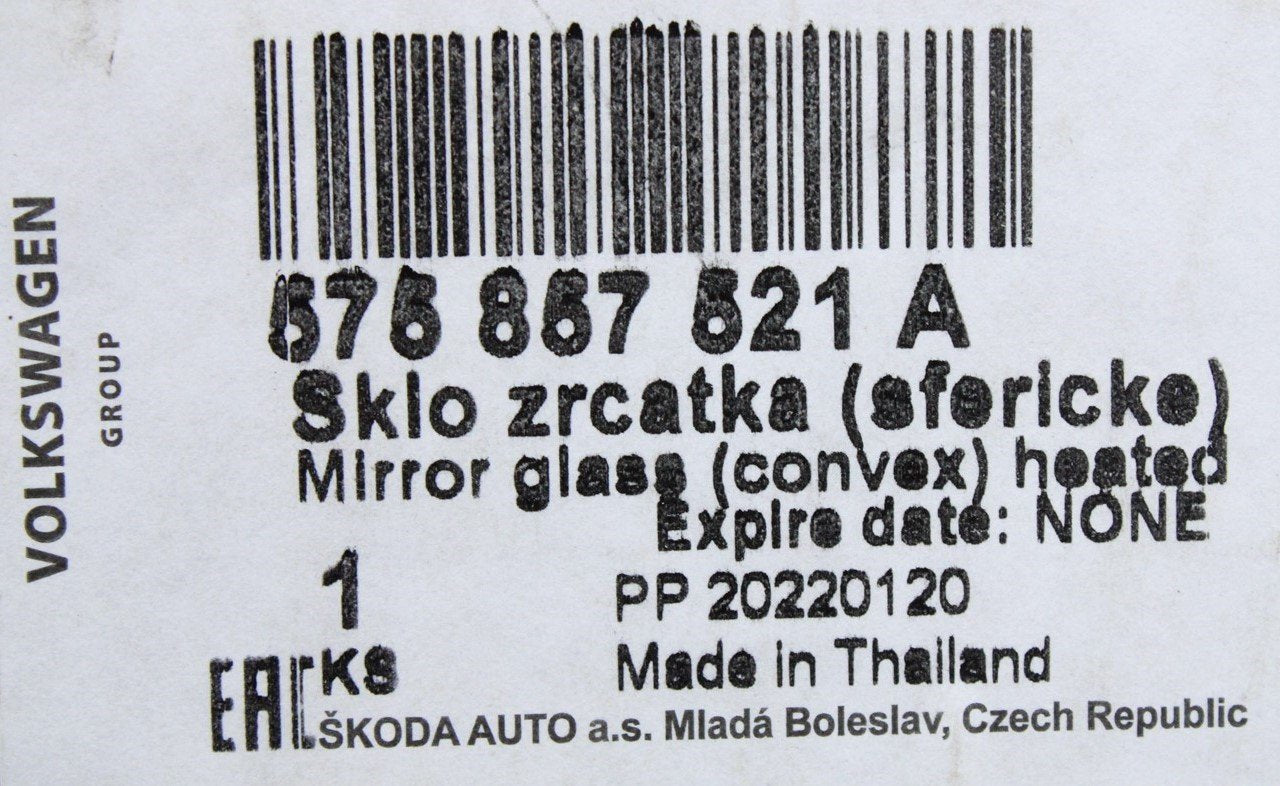 VOLKSWAGEN
GROUP
575 857 521 A
Sklo zrcatka (sfericke)
Mirror glass (convex) heated
Expire date: NONE
1
PP 20220120
KS
Made in Thailand
EAC
ŠKODA AUTO a.s. Mladá Boleslav, Czech Republic